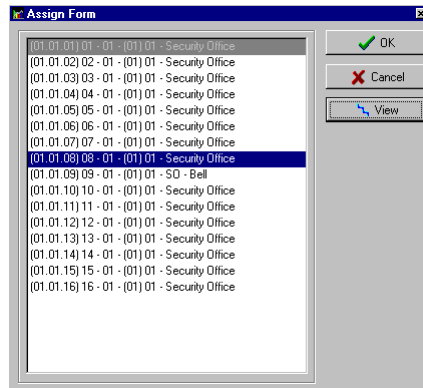 Assign Form
(01.01.01) 01 - 01 - (01) 01 - Security Office
(01.01.02) 02 - 01 - (01) 01 - Security Office
(01.01.03) 03 - 01 - (01) 01 - Security Office
(01.01.04) 04 - 01 - (01) 01 - Security Office
(01.01.05) 05 - 01 - (01) 01 - Security Office
(01.01.06) 06 - 01 - (01) 01 - Security Office
(01.01.07) 07 - 01 - (01) 01 - Security Office
(01.01.08) 08 - 01 - (01) 01 - Security Office
(01.01.09) 09 - 01 - (01) 01 - SO - Bell
(01.01.10) 10 - 01 - (01) 01 - Security Office
(01.01.11) 11 - 01 - (01) 01 - Security Office
(01.01.12) 12 - 01 - (01) 01 - Security Office
(01.01.13) 13 - 01 - (01) 01 - Security Office
(01.01.14) 14 - 01 - (01) 01 - Security Office
(01.01.15) 15 - 01 - (01) 01 - Security Office
(01.01.16) 16 - 01 - (01) 01 - Security Office
OK
Cancel
View